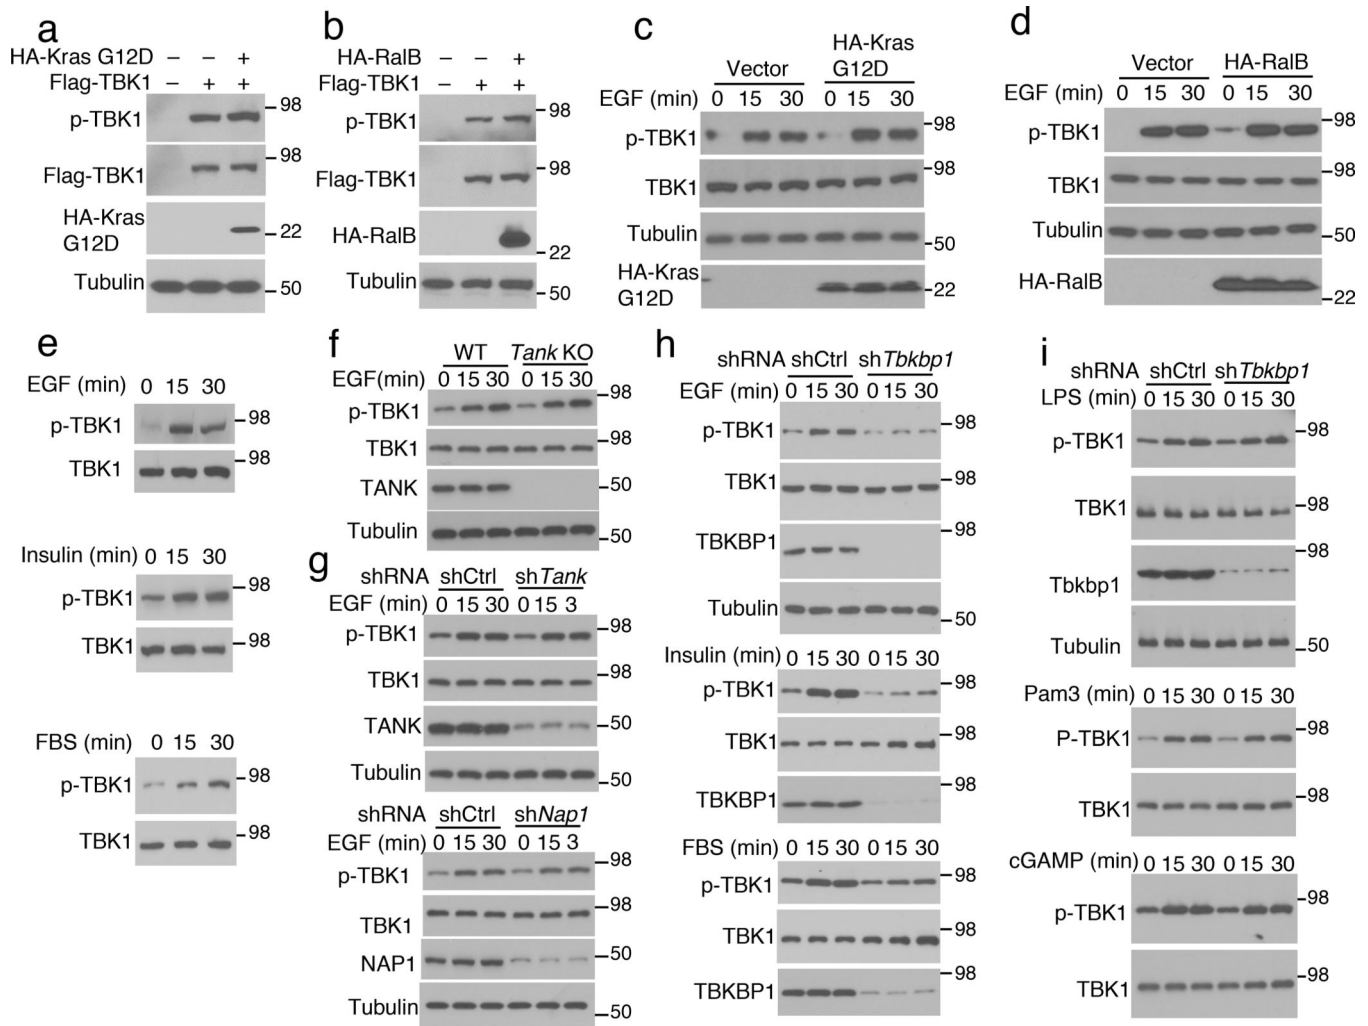 a
HA-Kras G12D – – +
Flag-TBK1 – + +
p-TBK1
98
Flag-TBK1
98
HA-Kras
G12D
22
Tubulin
50
b
HA-RalB – – +
Flag-TBK1 – + +
p-TBK1
98
Flag-TBK1
98
HA-RalB
22
Tubulin
50
c
Vector
HA-Kras
G12D
EGF (min) 0 15 30 0 15 30
p-TBK1
98
TBK1
98
Tubulin
50
HA-Kras
G12D
22
d
Vector HA-RalB
EGF (min) 0 15 30 0 15 30
p-TBK1
98
TBK1
98
Tubulin
50
HA-RalB
22
e
EGF (min) 0 15 30
p-TBK1
98
TBK1
98
Insulin (min) 0 15 30
p-TBK1
98
TBK1
98
FBS (min) 0 15 30
p-TBK1
98
TBK1
98
f
WT Tank KO
EGF(min) 0 15 30 0 15 30
p-TBK1
98
TBK1
98
TANK
50
Tubulin
50
g
shRNA shCtrl shTank
EGF (min) 0 15 30 0 15 3
p-TBK1
98
TBK1
98
TANK
50
Tubulin
50
shRNA shCtrl shNap1
EGF (min) 0 15 30 0 15 3
p-TBK1
98
TBK1
98
NAP1
50
Tubulin
50
h
shRNA shCtrl shTbkbp1
EGF (min) 0 15 30 0 15 30
p-TBK1
98
TBK1
98
TBKBP1
98
Tubulin
50
Insulin (min) 0 15 30 0 15 30
p-TBK1
98
TBK1
98
TBKBP1
98
FBS (min) 0 15 30 0 15 30
p-TBK1
98
TBK1
98
TBKBP1
98
i
shRNA shCtrl shTbkbp1
LPS (min) 0 15 30 0 15 30
p-TBK1
98
TBK1
98
Tbkbp1
98
Tubulin
50
Pam3 (min) 0 15 30 0 15 30
P-TBK1
98
TBK1
98
cGAMP (min) 0 15 30 0 15 30
p-TBK1
98
TBK1
98